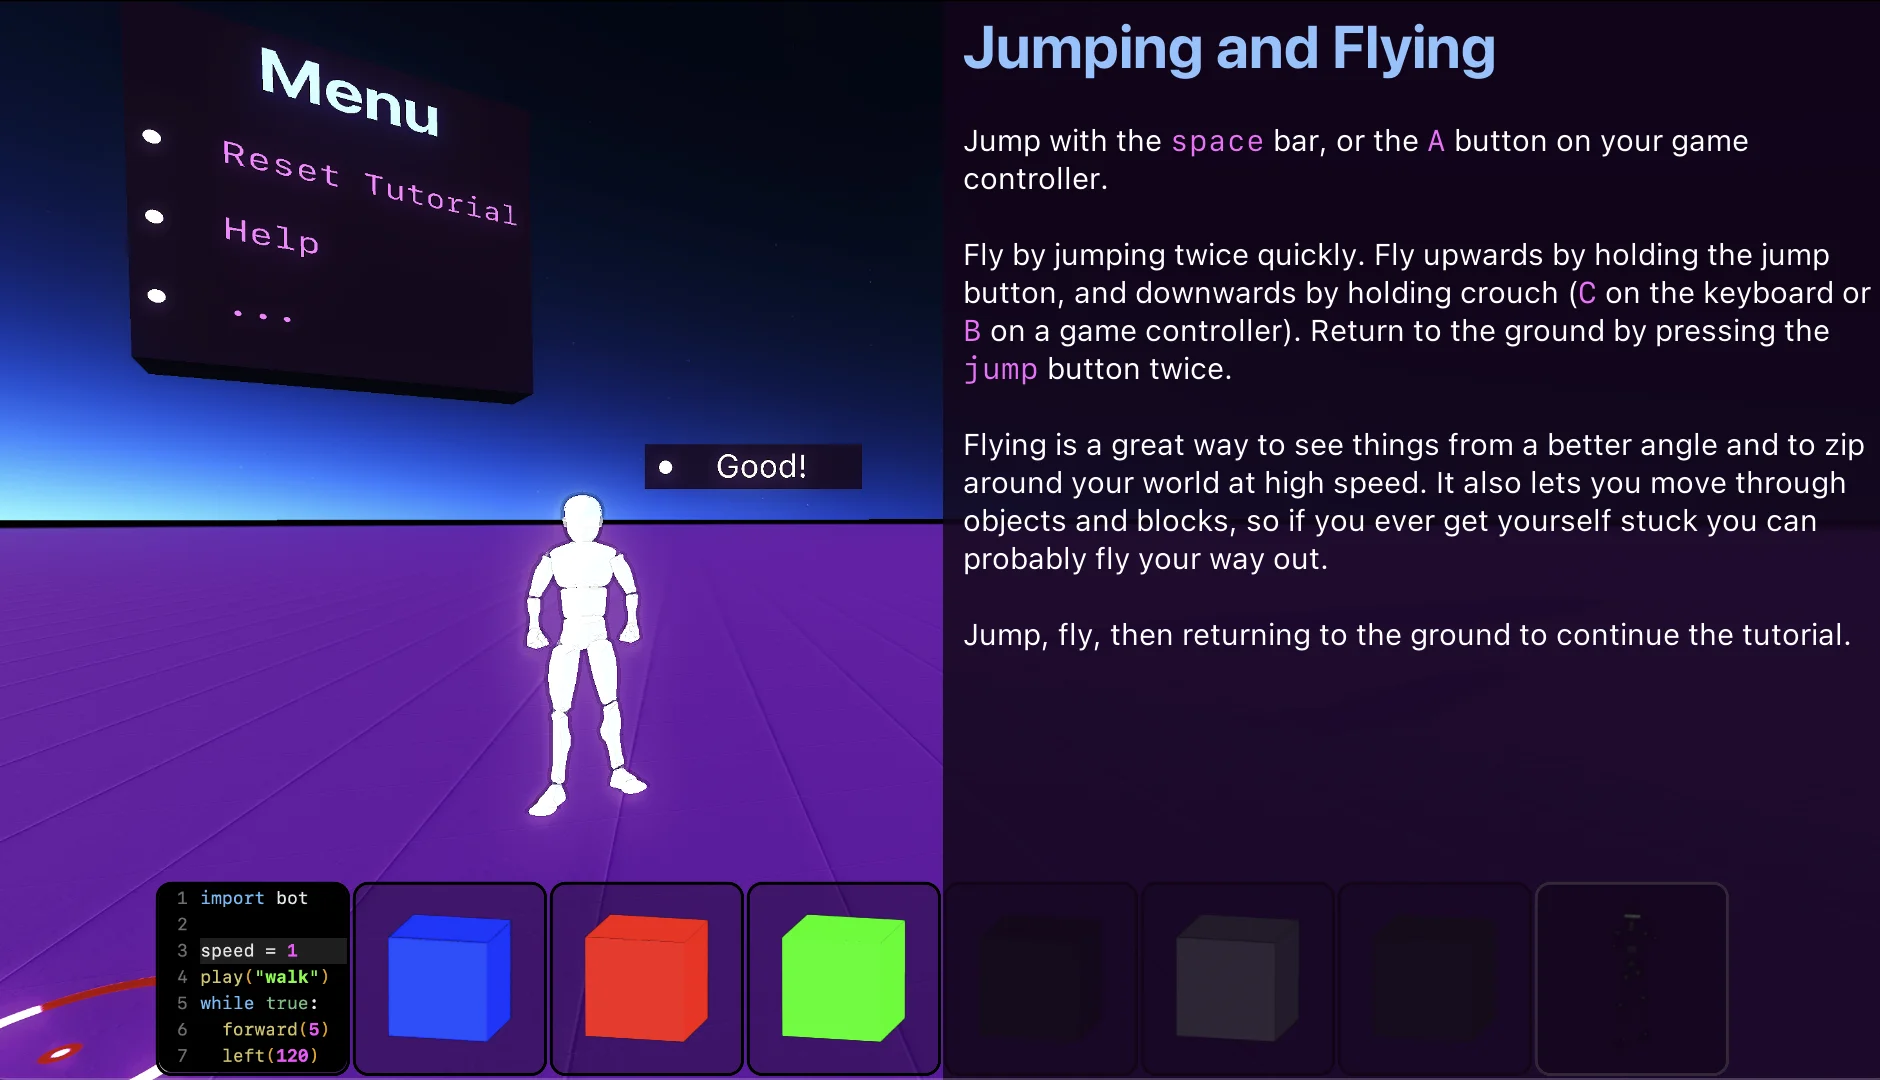 Menu
Reset Tutorial
Help
...
Good!
Jumping and Flying
Jump with the space bar, or the A button on your game
controller.
Fly by jumping twice quickly. Fly upwards by holding the jump
button, and downwards by holding crouch (C on the keyboard or
B on a game controller). Return to the ground by pressing the
jump button twice.
Flying is a great way to see things from a better angle and to zip
around your world at high speed. It also lets you move through
objects and blocks, so if you ever get yourself stuck you can
probably fly your way out.
Jump, fly, then returning to the ground to continue the tutorial.
1 import bot
2
3 speed = 1
4 play("walk")
5 while true:
6 forward(5)
7 left(120)